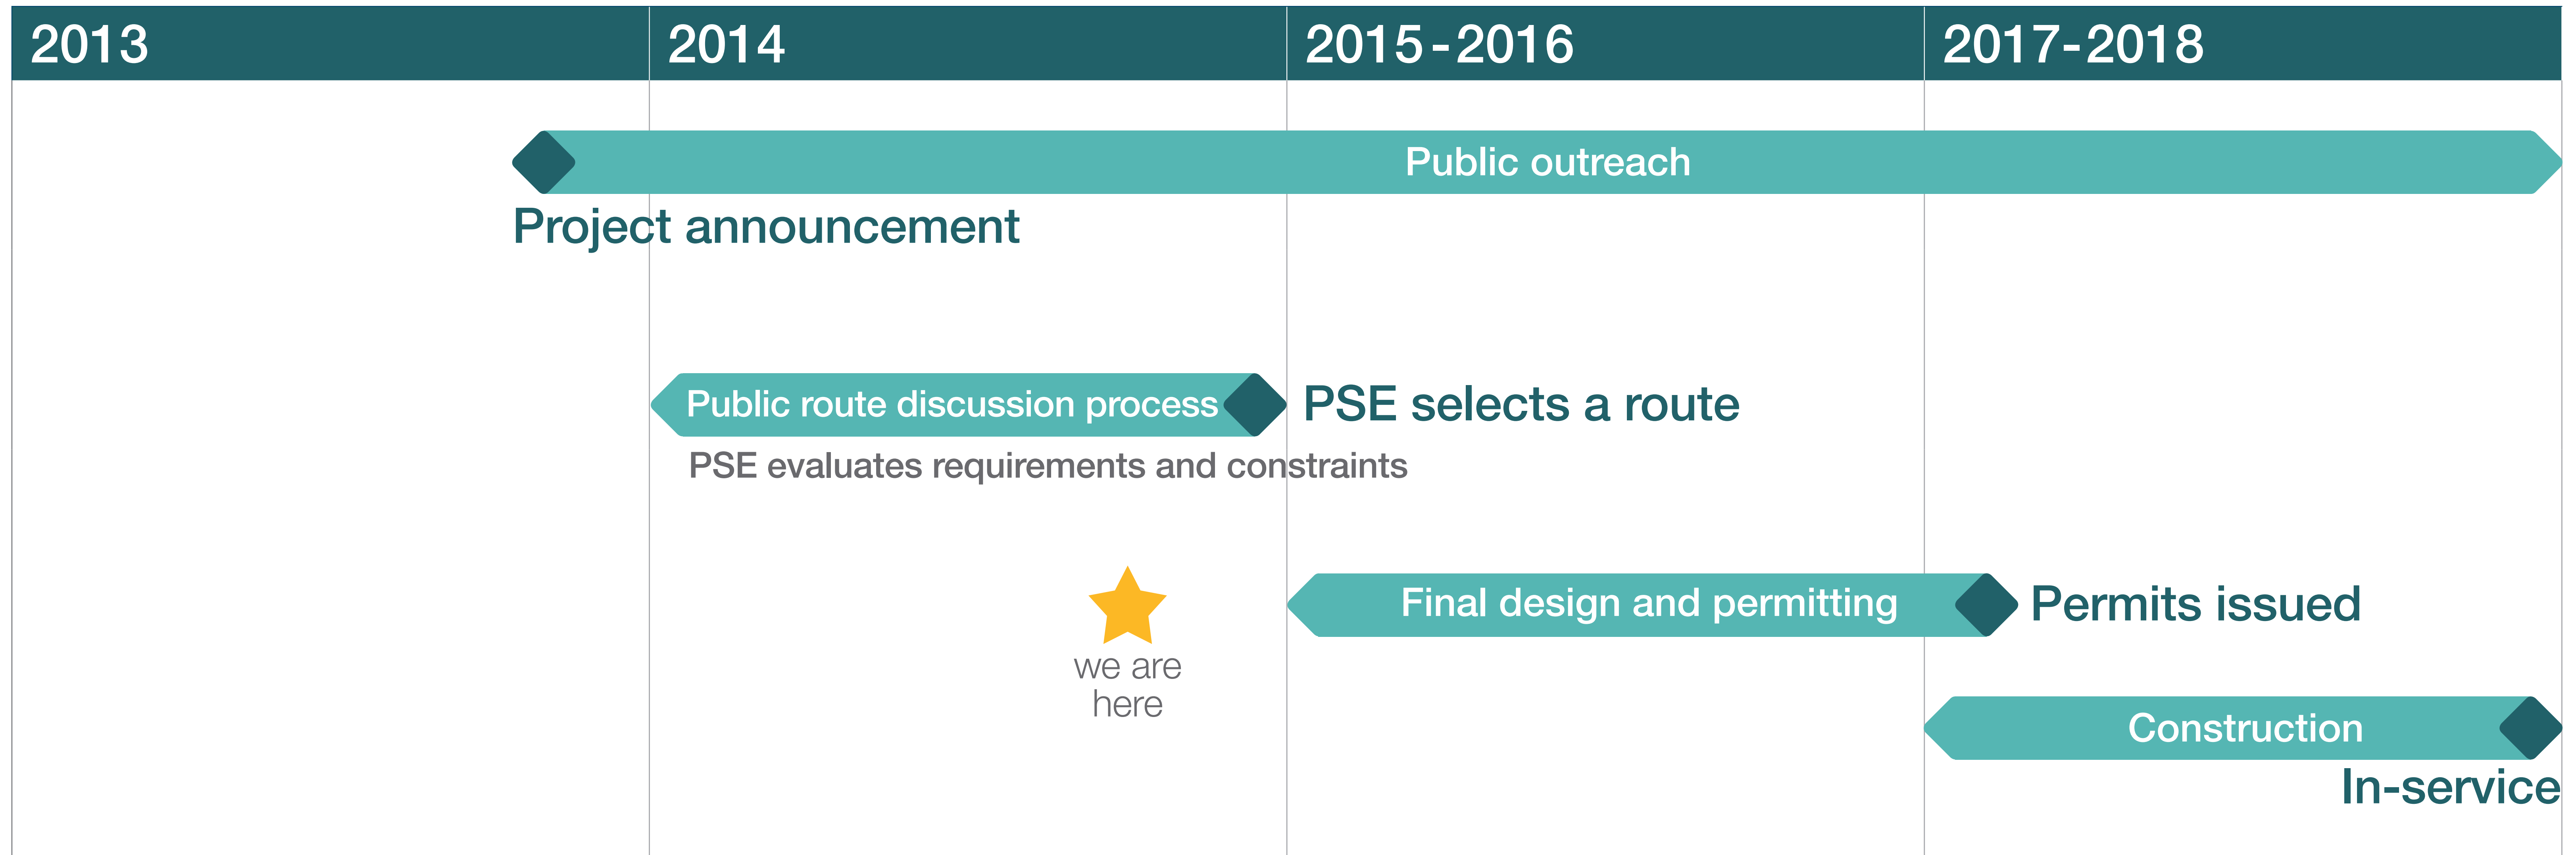 2013
2014
2015-2016
2017-2018
Public outreach
Project announcement
Public route discussion process
PSE selects a route
PSE evaluates requirements and constraints
Final design and permitting
Permits issued
we are
here
Construction
In-service